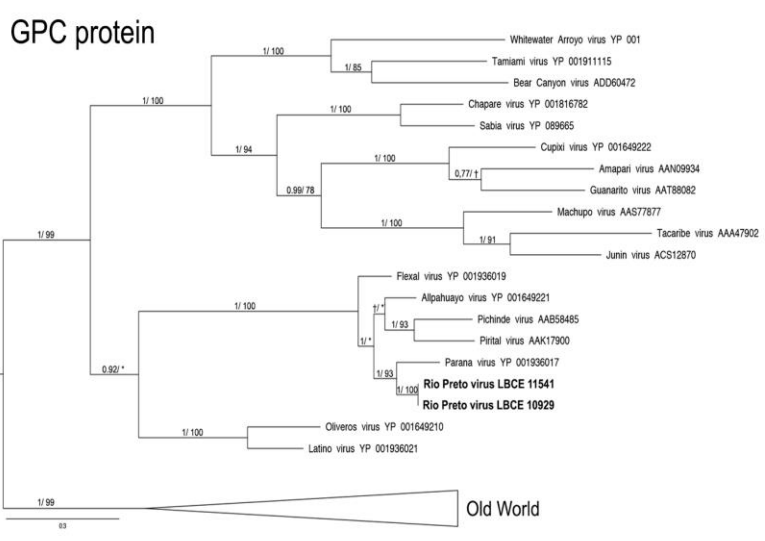 GPC protein
1/ 100
Whitewater Arroyo virus YP 001
Tamiami virus YP 001911115
1/ 85
Bear Canyon virus ADD60472
1/ 100
1/ 100
Chapare virus YP 001816782
Sabia virus YP 089665
1/ 94
Cupixi virus YP 001649222
1/ 100
Amapari virus AAN09934
0,77/ †
0.99/ 78
Guanarito virus AAT88082
Machupo virus AAS77877
1/ 100
Tacaribe virus AAA47902
1/ 99
1/ 91
Junin virus ACS12870
Flexal virus YP 001936019
Allpahuayo virus YP 001649221
1/ 100
†/ *
Pichinde virus AAB58485
1/ 93
1/ *
Pirital virus AAK17900
Parana virus YP 001936017
0.92/ *
1/ 93
Rio Preto virus LBCE 11541
1/ 100
Rio Preto virus LBCE 10929
Oliveros virus YP 001649210
1/ 100
Latino virus YP 001936021
1/ 99
Old World
03